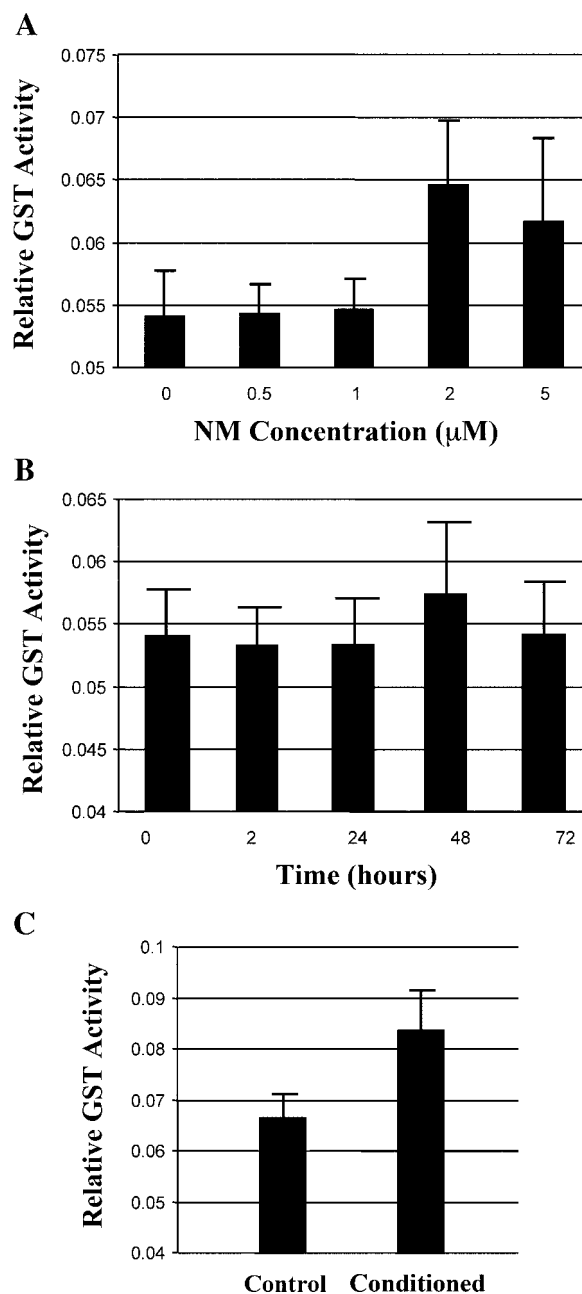 A
Relative GST Activity
0.075
0.07
0.065
0.06
0.055
0.05
0 0.5 1 2 5
NM Concentration (μM)
B
Relative GST Activity
0.065
0.06
0.055
0.05
0.045
0.04
0 2 24 48 72
Time (hours)
C
Relative GST Activity
0.1
0.09
0.08
0.07
0.06
0.05
0.04
Control Conditioned